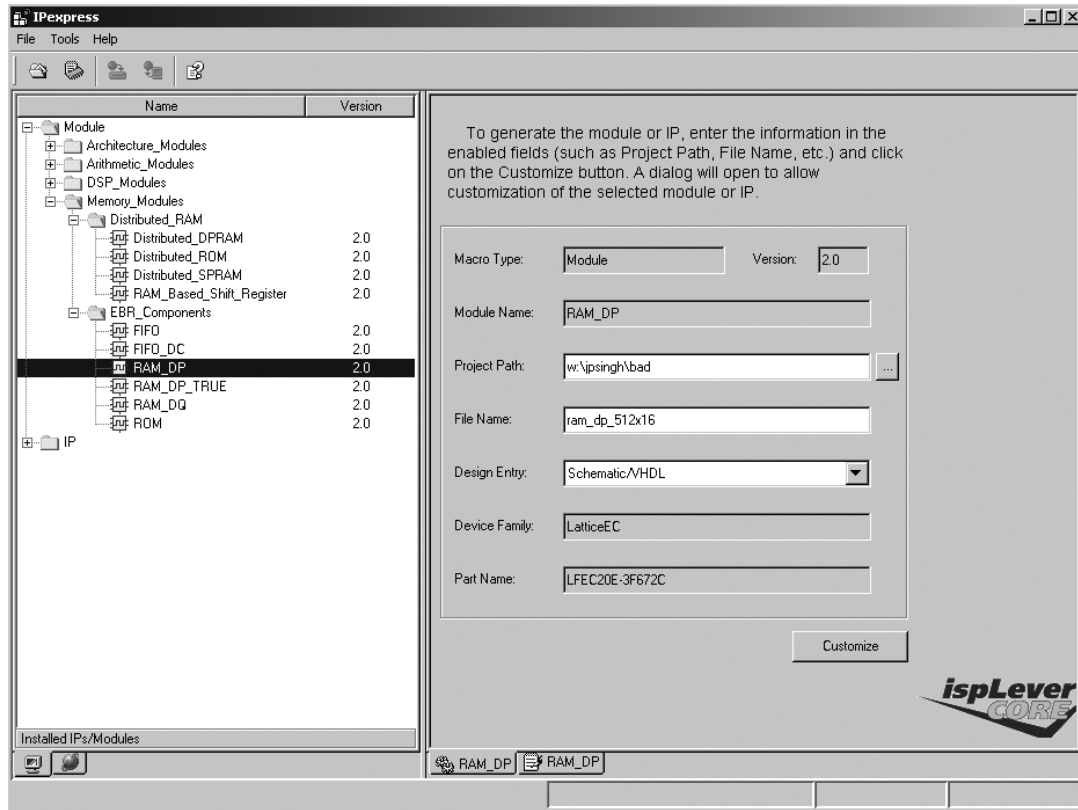 IPexpress
File Tools Help
Name Version
Module
Architecture_Modules
Arithmetic_Modules
DSP_Modules
Memory_Modules
Distributed_RAM
Distributed_DPRAM 2.0
Distributed_ROM 2.0
Distributed_SPRAM 2.0
RAM_Based_Shift_Register 2.0
EBR_Components
FIFO 2.0
FIFO_DC 2.0
RAM_DP 2.0
RAM_DP_TRUE 2.0
RAM_DQ 2.0
ROM 2.0
IP
Installed IPs/Modules
To generate the module or IP, enter the information in the
enabled fields (such as Project Path, File Name, etc.) and click
on the Customize button. A dialog will open to allow
customization of the selected module or IP.
Macro Type: Module Version: 2.0
Module Name: RAM_DP
Project Path: w:\jpsingh\bad ...
File Name: ram_dp_512x16
Design Entry: Schematic/VHDL
Device Family: LatticeEC
Part Name: LFEC20E-3F672C
Customize
ispLever
CORE
RAM_DP RAM_DP